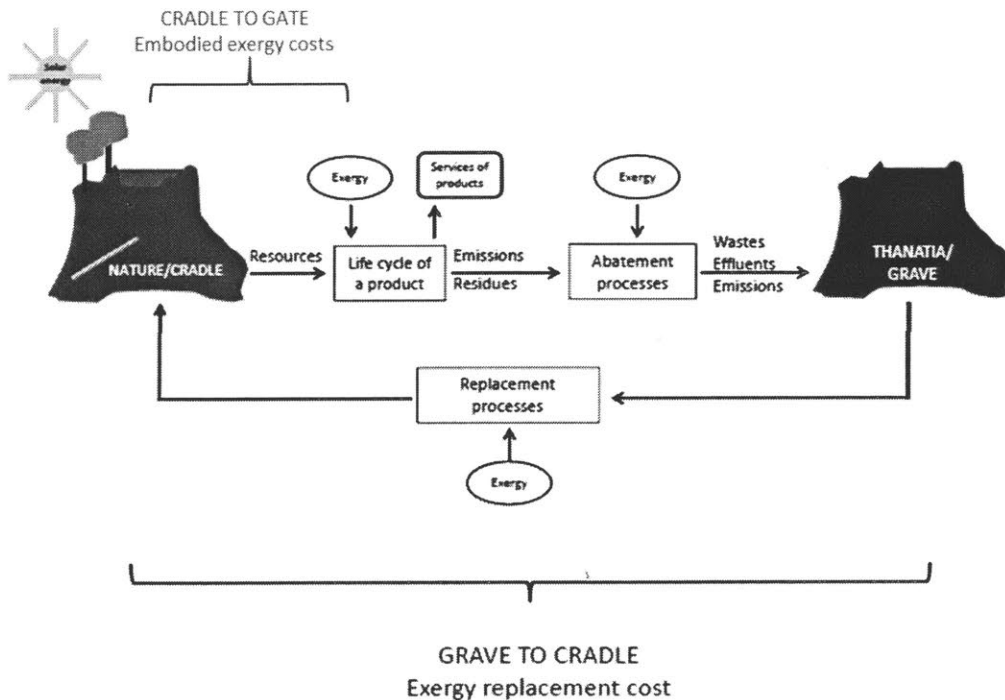 CRADLE TO GATE
Embodied exergy costs
Solar
energy
Exergy
Services of
products
Exergy
NATURE/CRADLE
Resources
Life cycle of
a product
Emissions
Residues
Abatement
processes
Wastes
Effluents
Emissions
THANATIA/
GRAVE
Replacement
processes
Exergy
GRAVE TO CRADLE
Exergy replacement cost